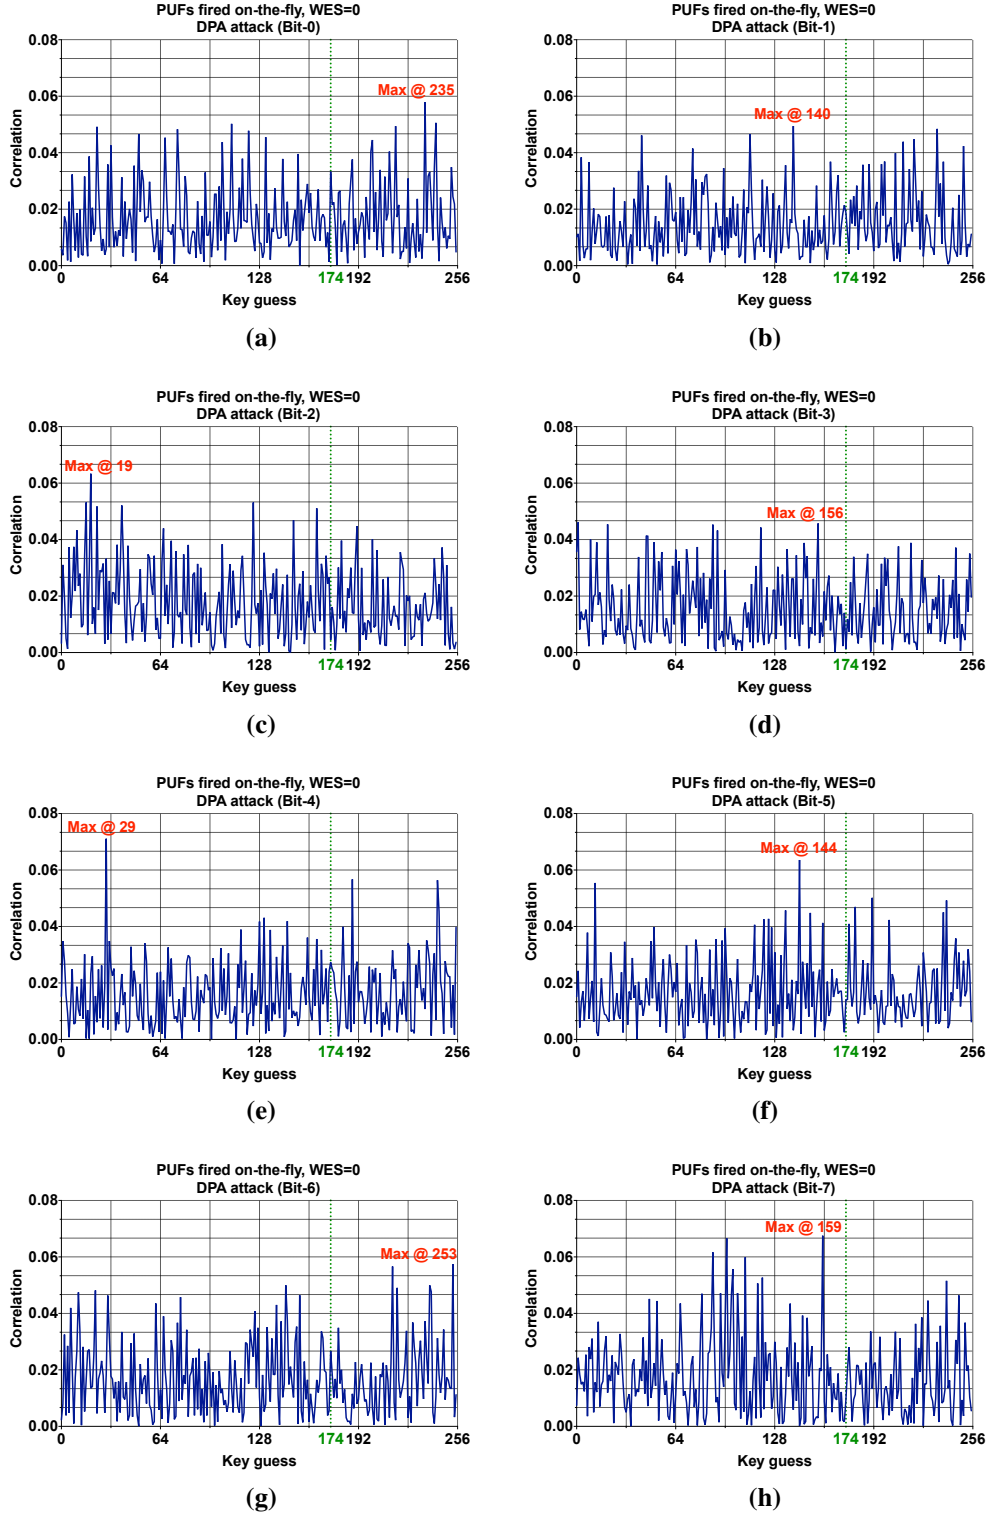 PUFs fired on-the-fly, WES=0
DPA attack (Bit-0)
0.08
0.06
0.04
0.02
0.00
Correlation
Max @ 235
0 64 128 174 192 256
Key guess
(a)
PUFs fired on-the-fly, WES=0
DPA attack (Bit-1)
0.08
0.06
0.04
0.02
0.00
Correlation
Max @ 140
0 64 128 174 192 256
Key guess
(b)
PUFs fired on-the-fly, WES=0
DPA attack (Bit-2)
0.08
0.06
0.04
0.02
0.00
Correlation
Max @ 19
0 64 128 174 192 256
Key guess
(c)
PUFs fired on-the-fly, WES=0
DPA attack (Bit-3)
0.08
0.06
0.04
0.02
0.00
Correlation
Max @ 156
0 64 128 174 192 256
Key guess
(d)
PUFs fired on-the-fly, WES=0
DPA attack (Bit-4)
0.08
0.06
0.04
0.02
0.00
Correlation
Max @ 29
0 64 128 174 192 256
Key guess
(e)
PUFs fired on-the-fly, WES=0
DPA attack (Bit-5)
0.08
0.06
0.04
0.02
0.00
Correlation
Max @ 144
0 64 128 174 192 256
Key guess
(f)
PUFs fired on-the-fly, WES=0
DPA attack (Bit-6)
0.08
0.06
0.04
0.02
0.00
Correlation
Max @ 253
0 64 128 174 192 256
Key guess
(g)
PUFs fired on-the-fly, WES=0
DPA attack (Bit-7)
0.08
0.06
0.04
0.02
0.00
Correlation
Max @ 159
0 64 128 174 192 256
Key guess
(h)